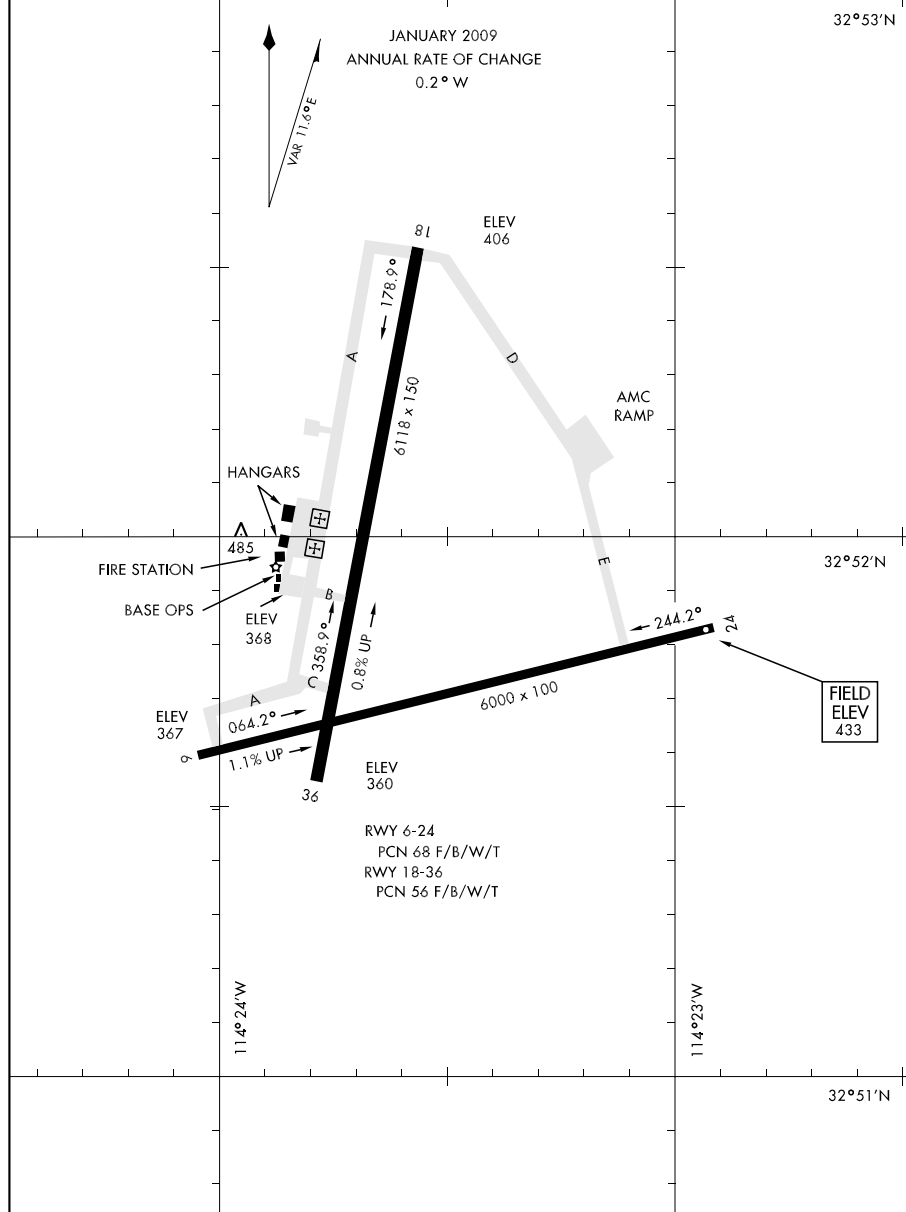 32°53'N
JANUARY 2009
ANNUAL RATE OF CHANGE
0.2° W
VAR 11.6° E
18
ELEV
406
178.9°
A
D
6118 x 150
AMC
RAMP
HANGARS
485
32°52'N
FIRE STATION
E
BASE OPS
B
ELEV
368
358.9°
0.8% UP
244.2°
24
C
A
6000 x 100
FIELD
ELEV
433
ELEV
367
064.2°
6
1.1% UP
36
ELEV
360
RWY 6-24
PCN 68 F/B/W/T
RWY 18-36
PCN 56 F/B/W/T
114°24'W
114°23'W
32°51'N